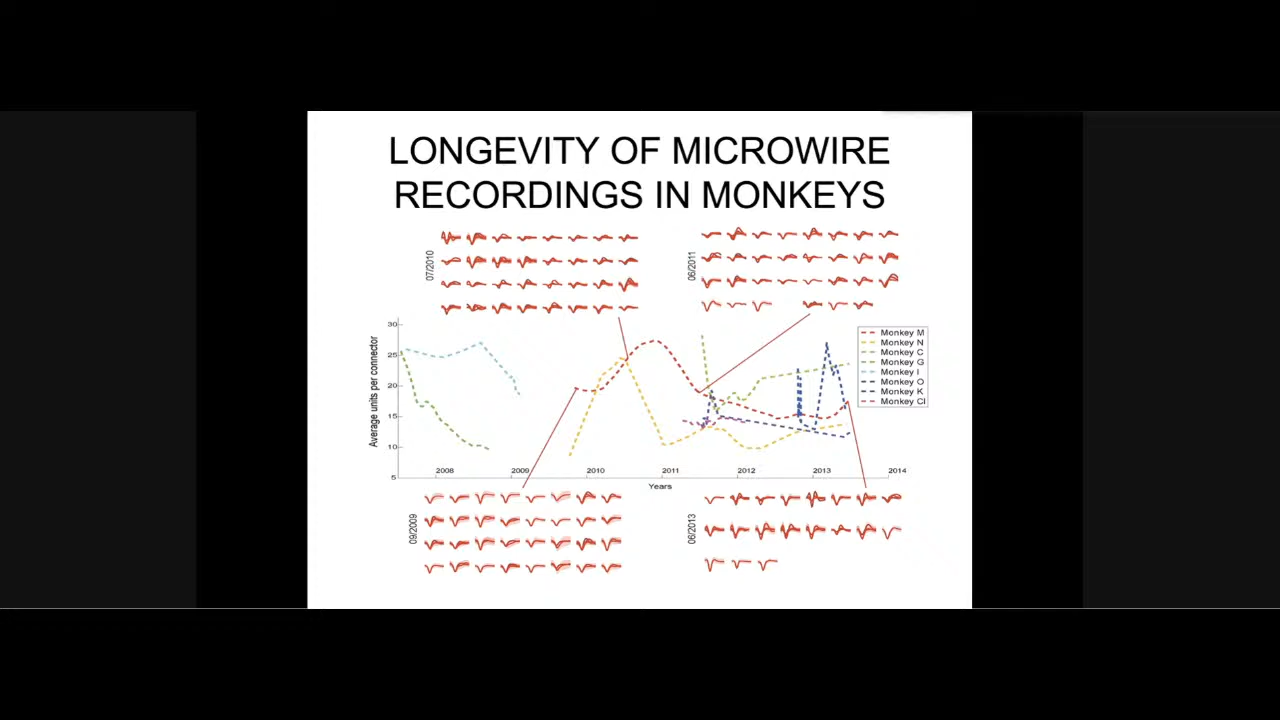 LONGEVITY OF MICROWIRE
RECORDINGS IN MONKEYS
07/2010
06/2011
Average units per connector
30
25
20
15
10
5
2008
2009
2010
2011
2012
2013
2014
Years
Monkey M
Monkey N
Monkey C
Monkey G
Monkey I
Monkey O
Monkey K
Monkey Cl
09/2009
06/2013